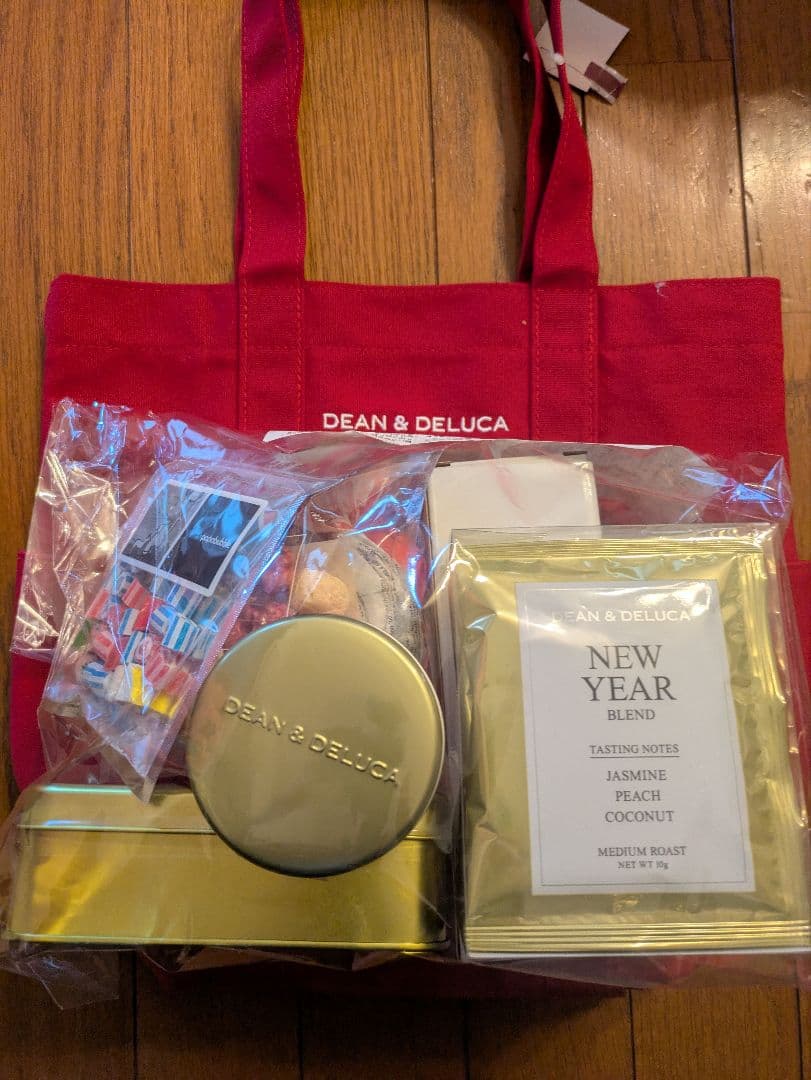 DEAN & DELUCA
papabubble
DEAN & DELUCA
DEAN & DELUCA
NEW
YEAR
BLEND
TASTING NOTES
JASMINE
PEACH
COCONUT
MEDIUM ROAST
NET WT 10g